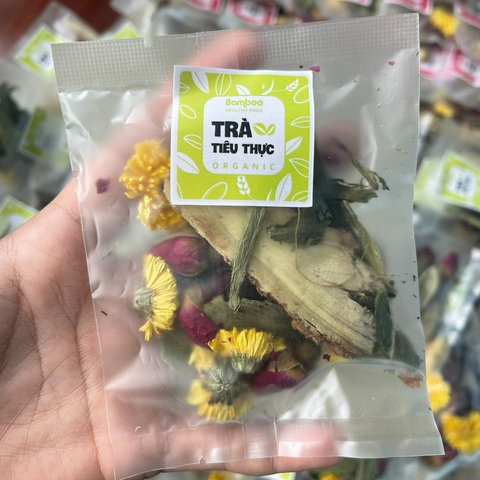 Bamboo
HEALTHY FOOD
TRÀ
TIÊU THỰC
ORGANIC